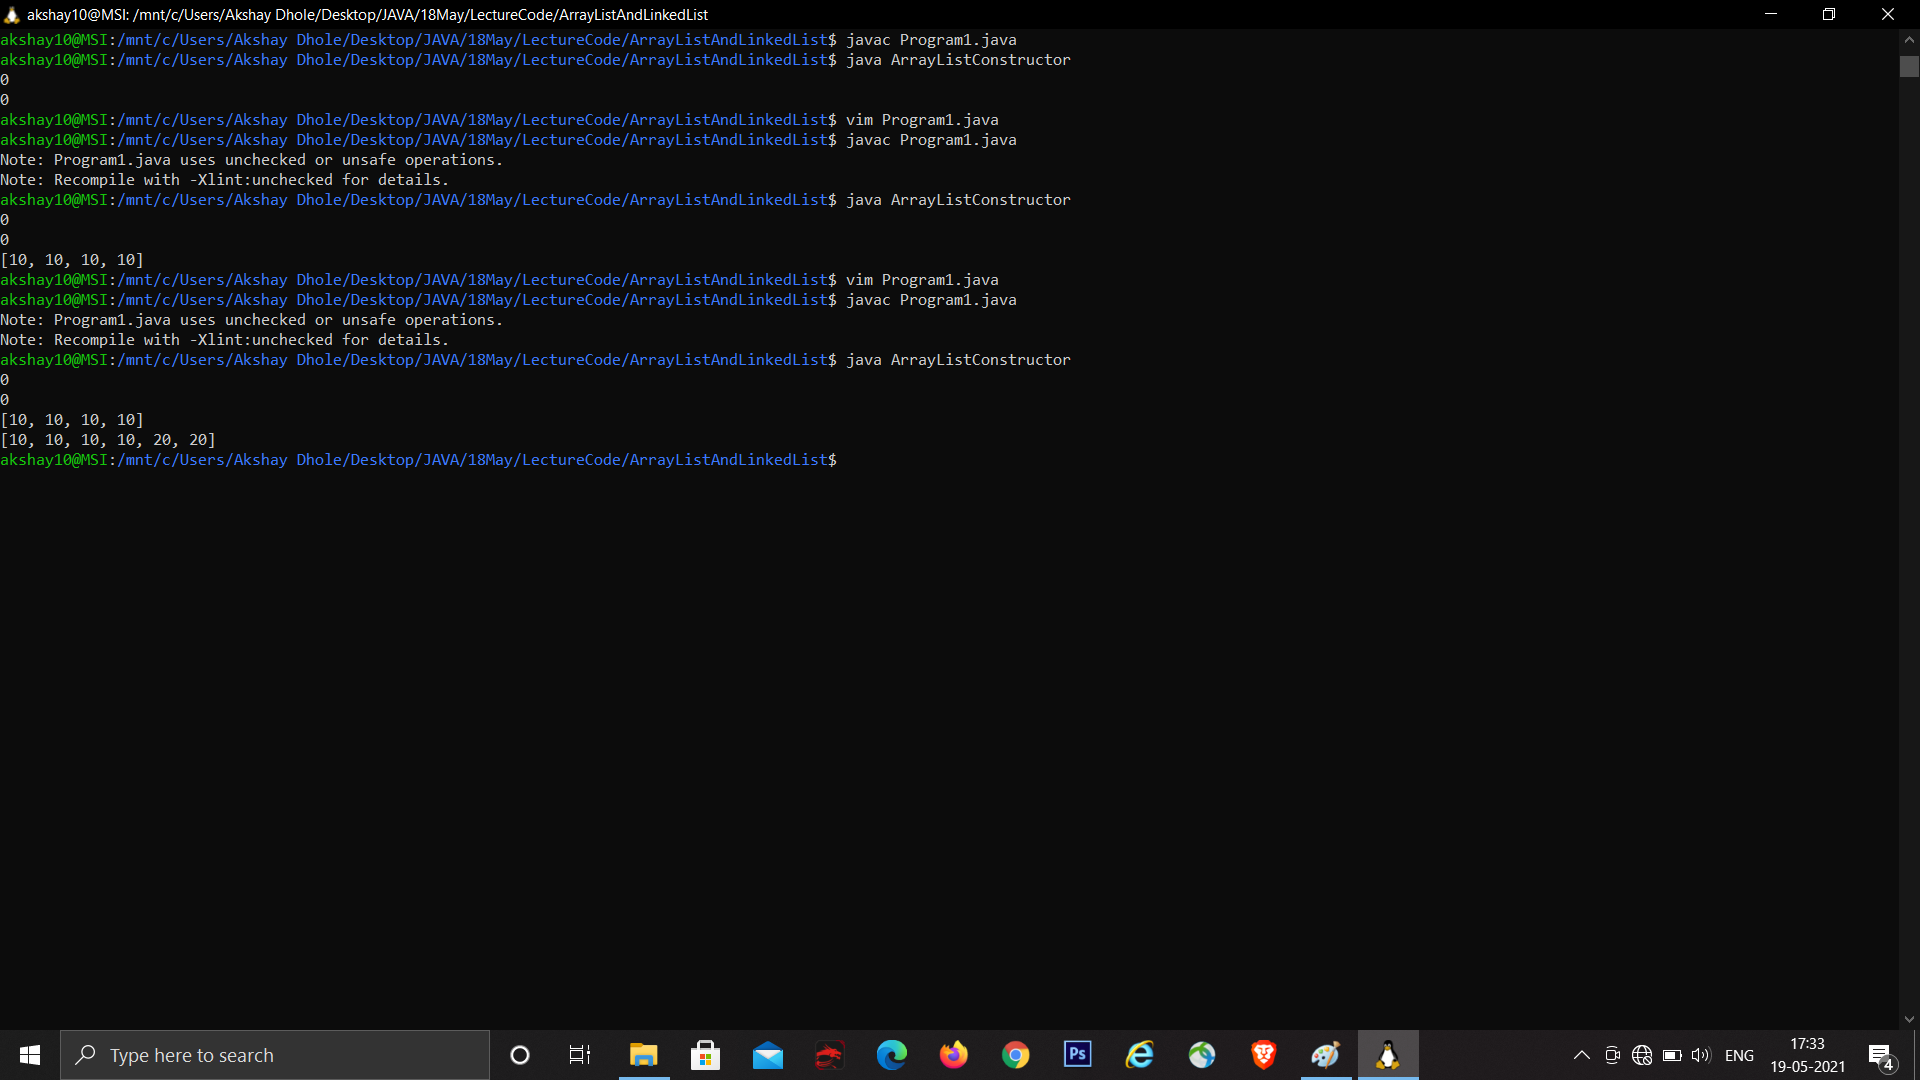 akshay10@MSI: /mnt/c/Users/Akshay Dhole/Desktop/JAVA/18May/LectureCode/ArrayListAndLinkedList
akshay10@MSI:/mnt/c/Users/Akshay Dhole/Desktop/JAVA/18May/LectureCode/ArrayListAndLinkedList$ javac Program1.java
akshay10@MSI:/mnt/c/Users/Akshay Dhole/Desktop/JAVA/18May/LectureCode/ArrayListAndLinkedList$ java ArrayListConstructor
0
0
akshay10@MSI:/mnt/c/Users/Akshay Dhole/Desktop/JAVA/18May/LectureCode/ArrayListAndLinkedList$ vim Program1.java
akshay10@MSI:/mnt/c/Users/Akshay Dhole/Desktop/JAVA/18May/LectureCode/ArrayListAndLinkedList$ javac Program1.java
Note: Program1.java uses unchecked or unsafe operations.
Note: Recompile with -Xlint:unchecked for details.
akshay10@MSI:/mnt/c/Users/Akshay Dhole/Desktop/JAVA/18May/LectureCode/ArrayListAndLinkedList$ java ArrayListConstructor
0
0
[10, 10, 10, 10]
akshay10@MSI:/mnt/c/Users/Akshay Dhole/Desktop/JAVA/18May/LectureCode/ArrayListAndLinkedList$ vim Program1.java
akshay10@MSI:/mnt/c/Users/Akshay Dhole/Desktop/JAVA/18May/LectureCode/ArrayListAndLinkedList$ javac Program1.java
Note: Program1.java uses unchecked or unsafe operations.
Note: Recompile with -Xlint:unchecked for details.
akshay10@MSI:/mnt/c/Users/Akshay Dhole/Desktop/JAVA/18May/LectureCode/ArrayListAndLinkedList$ java ArrayListConstructor
0
0
[10, 10, 10, 10]
[10, 10, 10, 10, 20, 20]
akshay10@MSI:/mnt/c/Users/Akshay Dhole/Desktop/JAVA/18May/LectureCode/ArrayListAndLinkedList$
Type here to search
Ps
ENG
17:33
19-05-2021
4